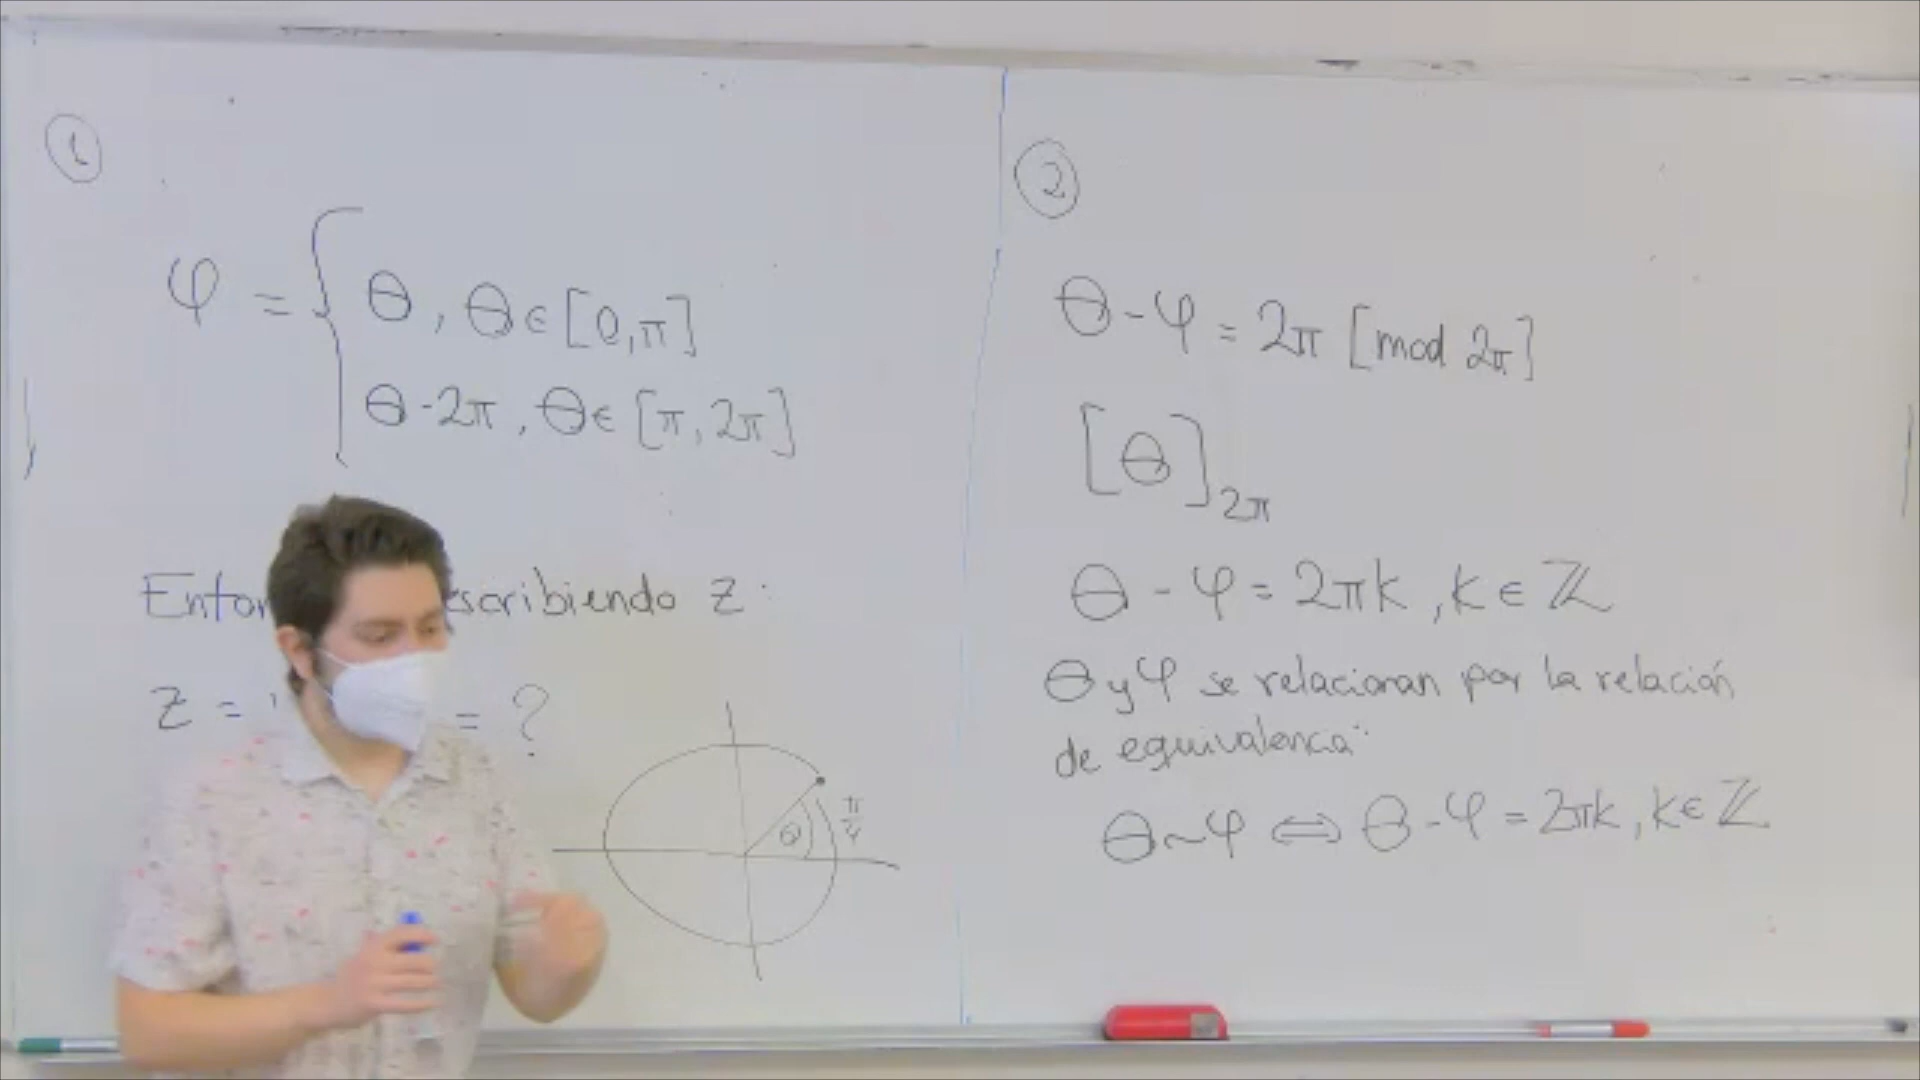 1
φ = { θ, θ ∈ [0, π]
θ - 2π, θ ∈ [π, 2π]
escribiendo z:
z =
= ?
θ
π/4
2
θ - φ = 2π [mod 2π]
[θ]_{2π}
θ - φ = 2πk, k ∈ ℤ
θ y φ se relacionan por la relación
de equivalencia:
θ ~ φ ⇔ θ - φ = 2πk, k ∈ ℤ